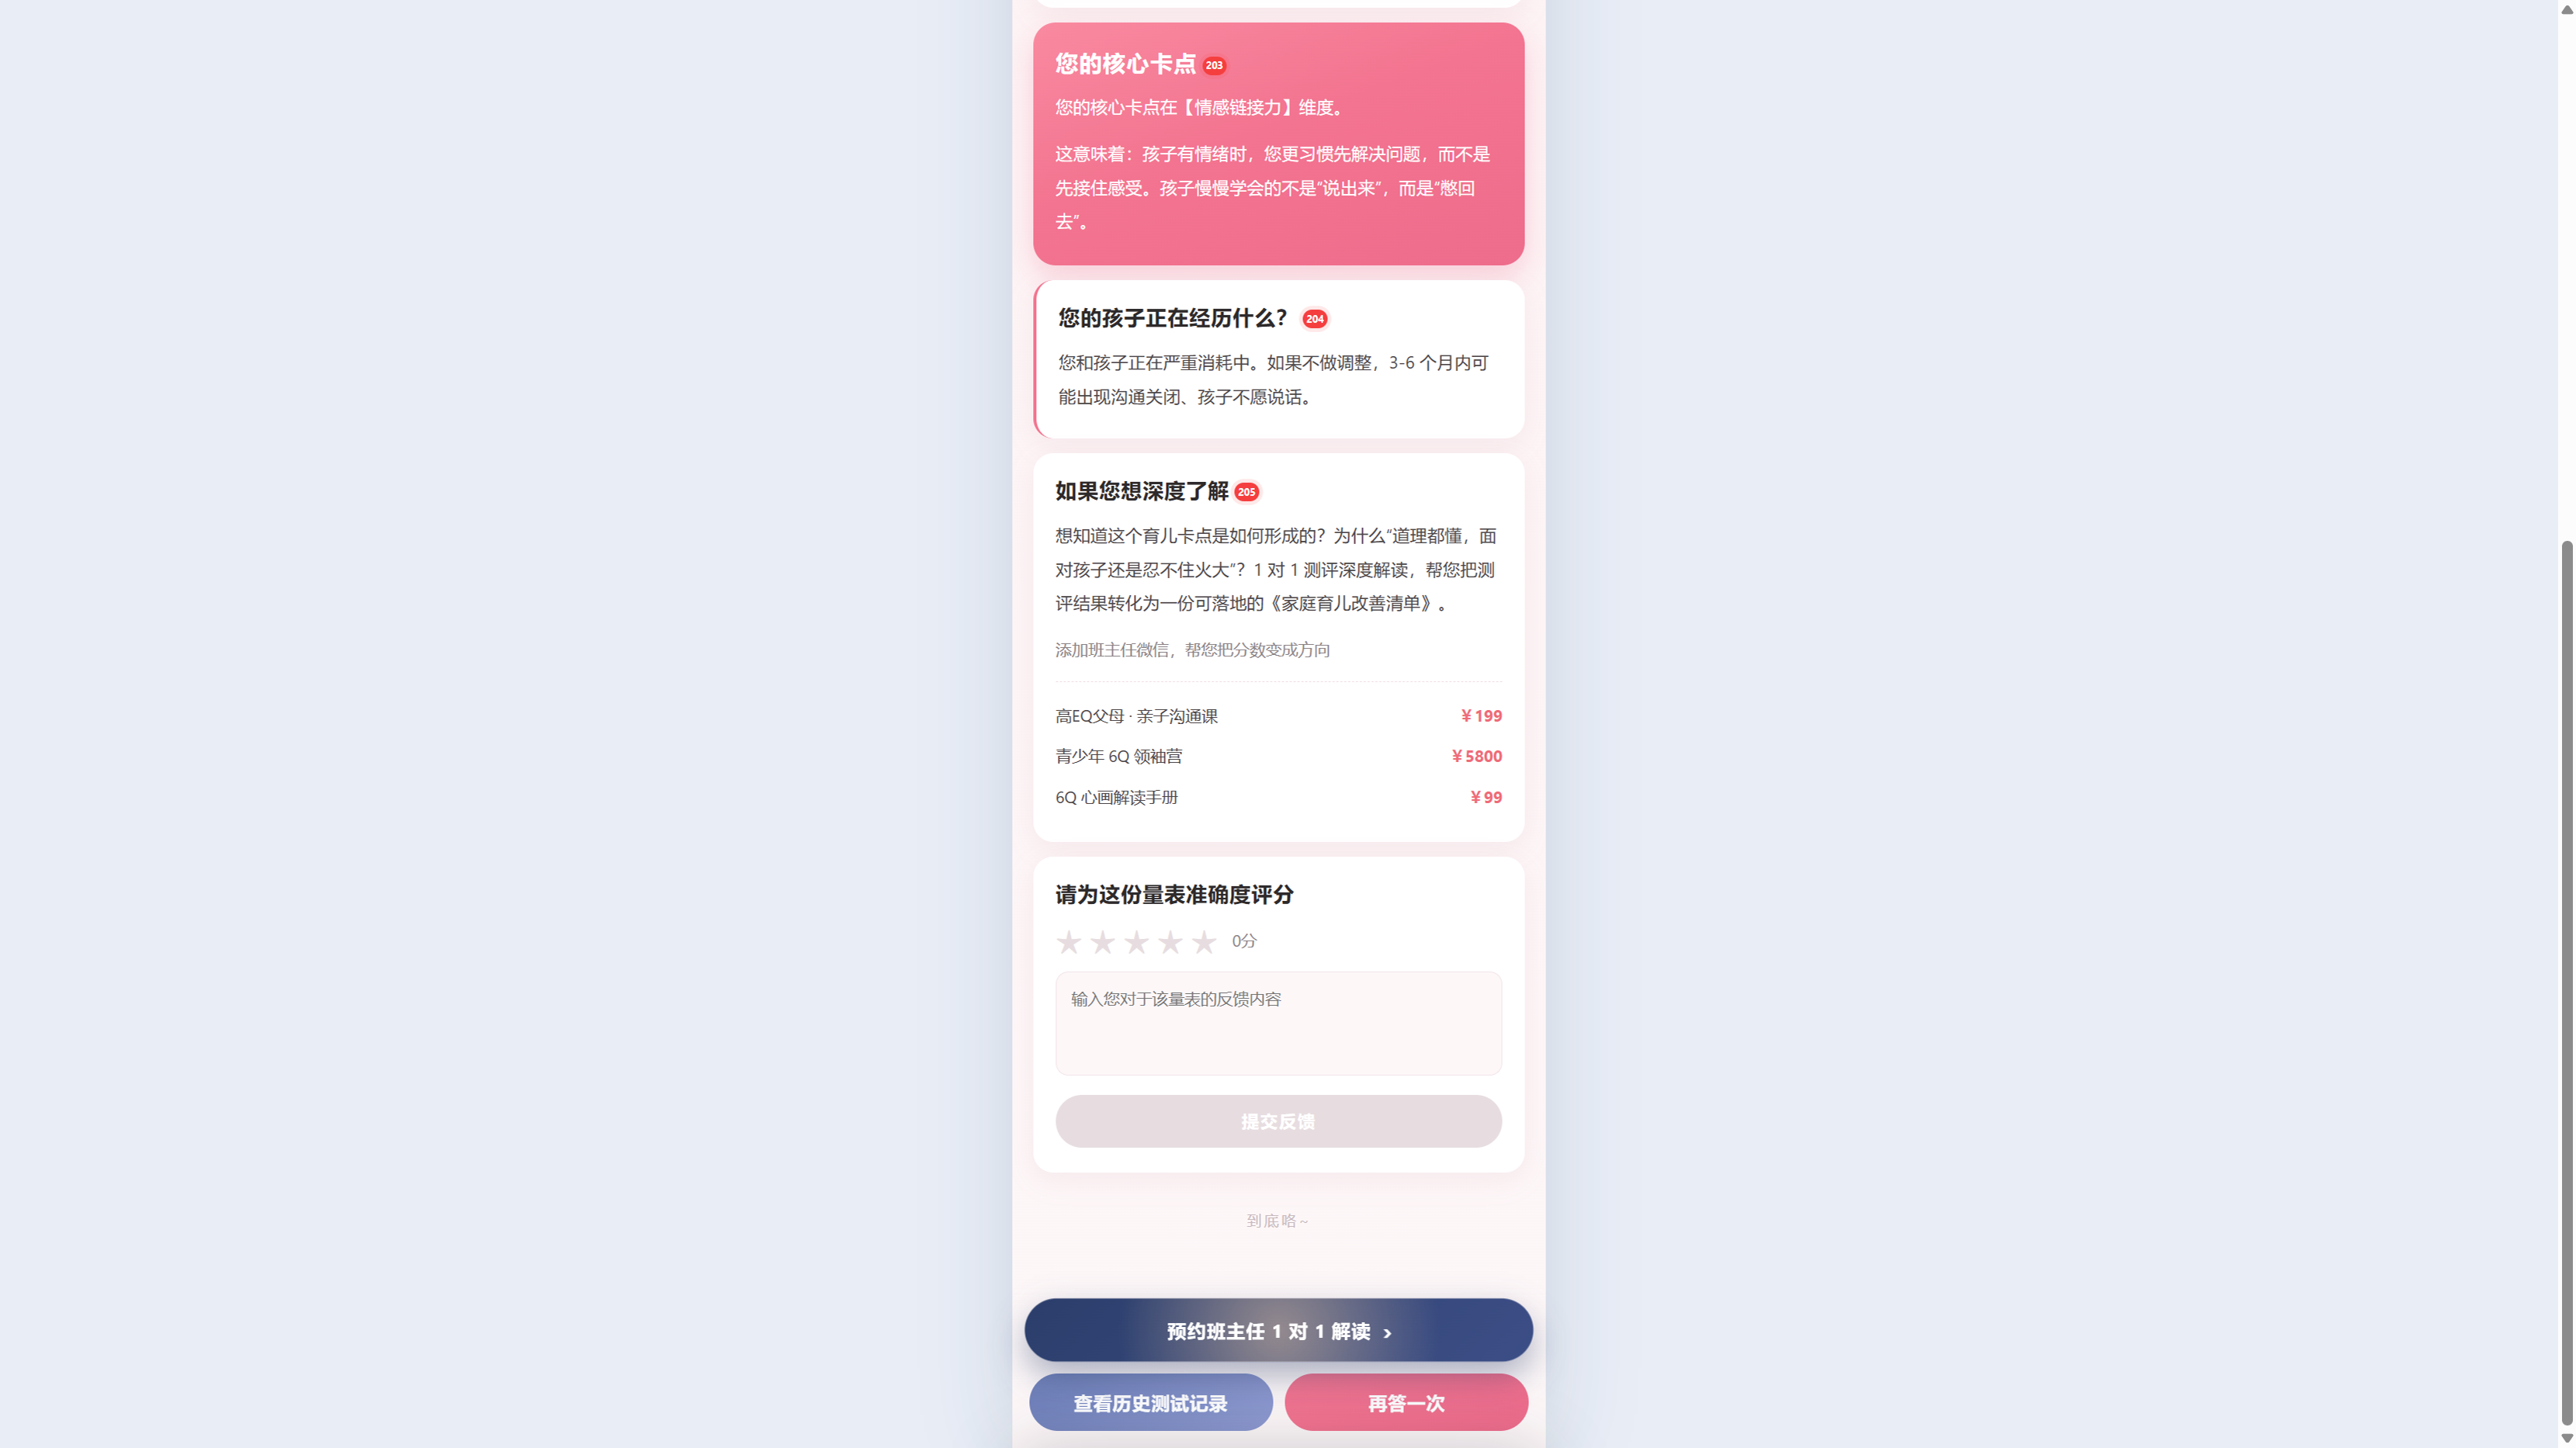 您的核心卡点 203
您的核心卡点在【情感链接力】维度。
这意味着：孩子有情绪时，您更习惯先解决问题，而不是
先接住感受。孩子慢慢学会的不是“说出来”，而是“憋回
去”。
您的孩子正在经历什么？ 204
您和孩子正在严重消耗中。如果不做调整，3-6 个月内可
能出现沟通关闭、孩子不愿说话。
如果您想深度了解 205
想知道这个育儿卡点是如何形成的？为什么“道理都懂，面
对孩子还是忍不住火大”？1 对 1 测评深度解读，帮您把测
评结果转化为一份可落地的《家庭育儿改善清单》。
添加班主任微信，帮您把分数变成方向
高EQ父母 · 亲子沟通课 ¥199
青少年 6Q 领袖营 ¥5800
6Q 心画解读手册 ¥99
请为这份量表准确度评分
★ ★ ★ ★ ★ 0分
输入您对于该量表的反馈内容
提交反馈
到底咯~
预约班主任 1 对 1 解读 ›
查看历史测试记录 再答一次